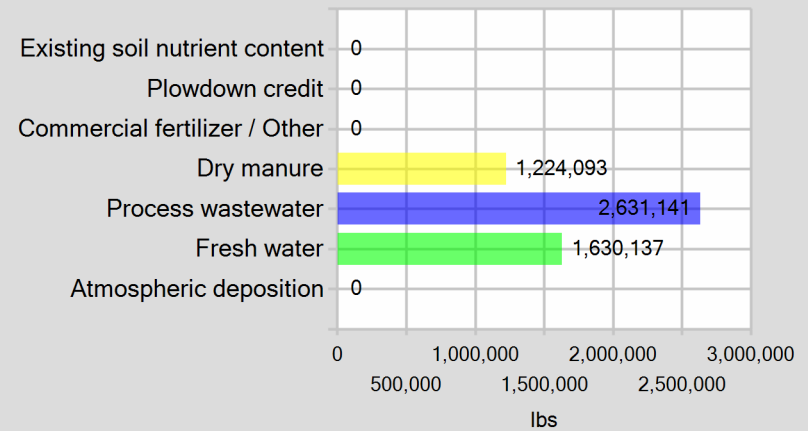 Existing soil nutrient content 0
Plowdown credit 0
Commercial fertilizer / Other 0
Dry manure 1,224,093
Process wastewater 2,631,141
Fresh water 1,630,137
Atmospheric deposition 0
0 1,000,000 2,000,000 3,000,000
500,000 1,500,000 2,500,000
lbs